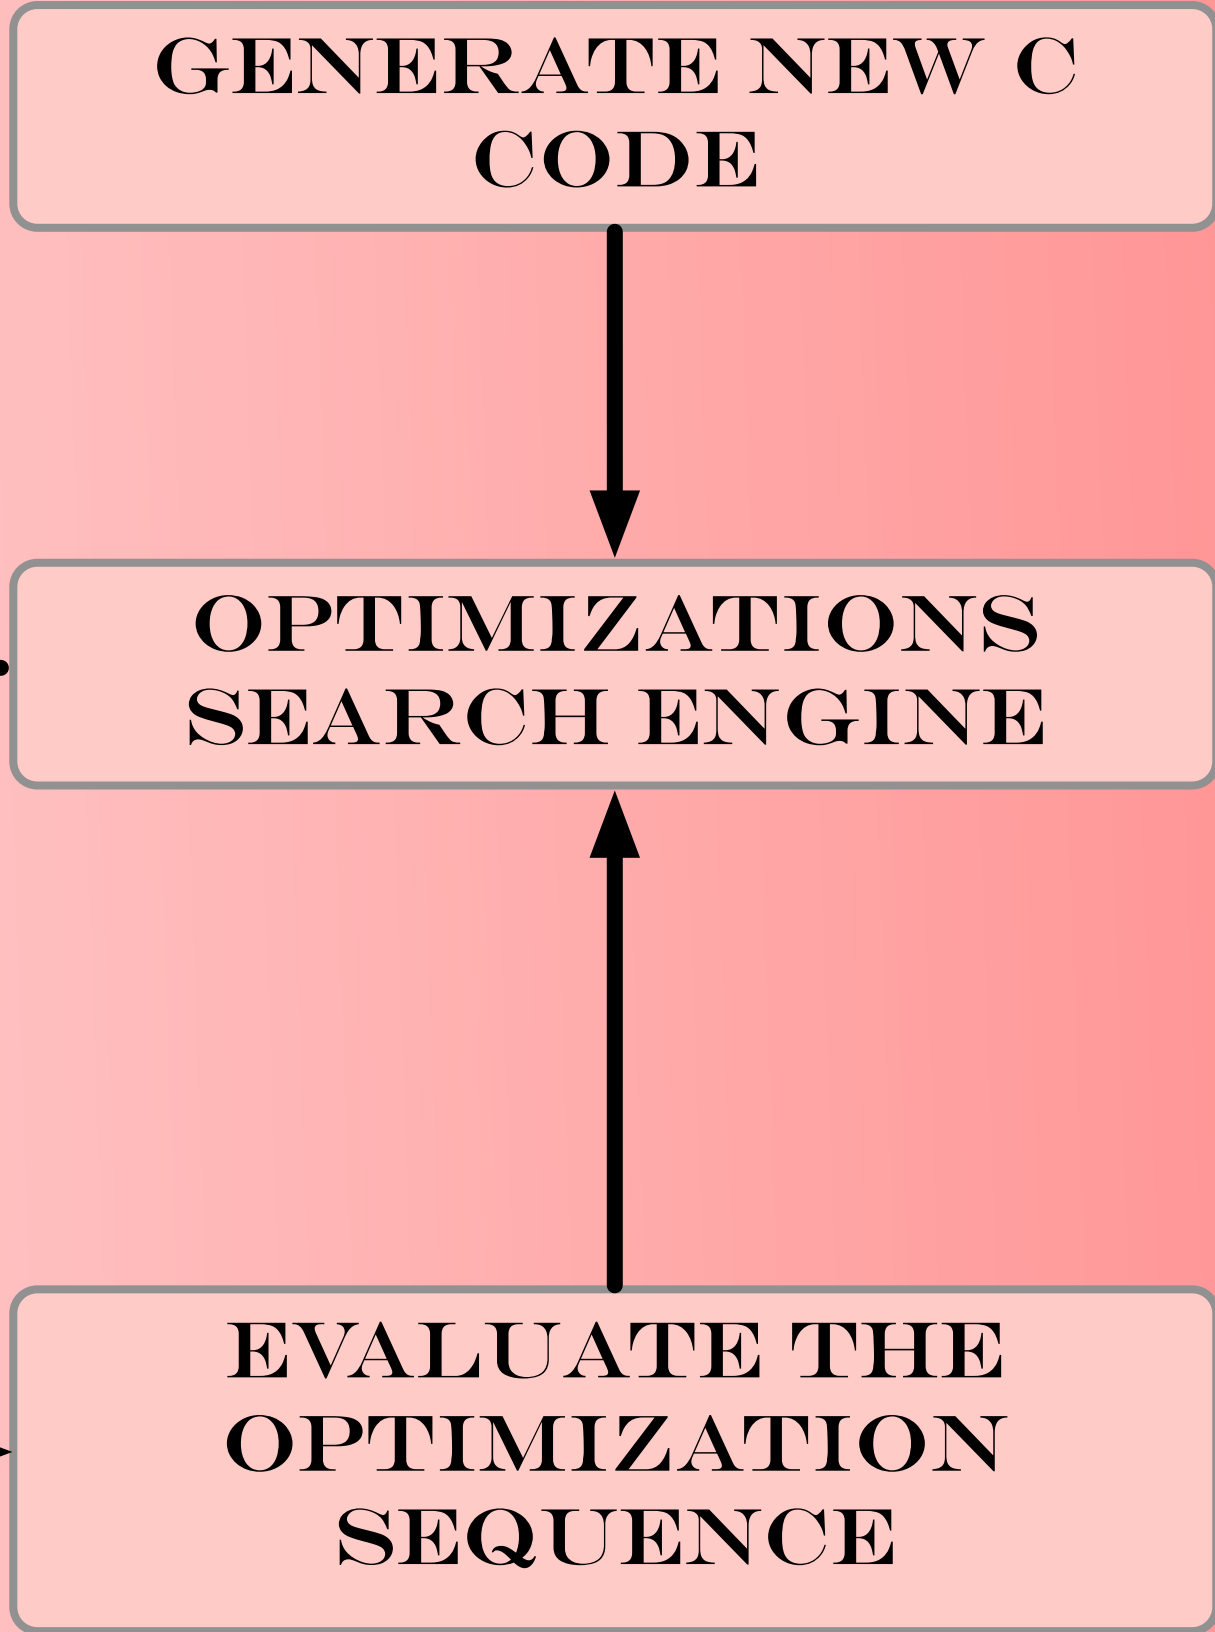 GENERATE NEW C
CODE
OPTIMIZATIONS
SEARCH ENGINE
EVALUATE THE
OPTIMIZATION
SEQUENCE